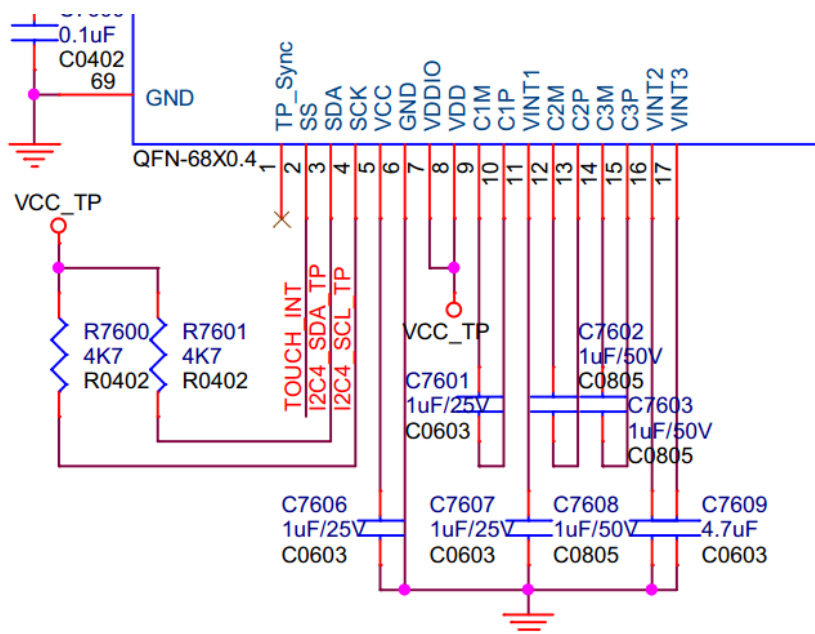 0.1uF
C0402
69
GND
TP_Sync
SS
SDA
SCK
VCC
GND
VDDIO
VDD
C1M
C1P
VINT1
C2M
C2P
C3M
C3P
VINT2
VINT3
QFN-68X0.4
1
2
3
4
5
6
7
8
9
10
11
12
13
14
15
16
17
VCC_TP
R7600
4K7
R0402
R7601
4K7
R0402
TOUCH_INT
I2C4_SDA_TP
I2C4_SCL_TP
VCC_TP
C7601
1uF/25V
C0603
C7602
1uF/50V
C0805
C7603
1uF/50V
C0805
C7606
1uF/25V
C0603
C7607
1uF/25V
C0603
C7608
1uF/50V
C0805
C7609
4.7uF
C0603